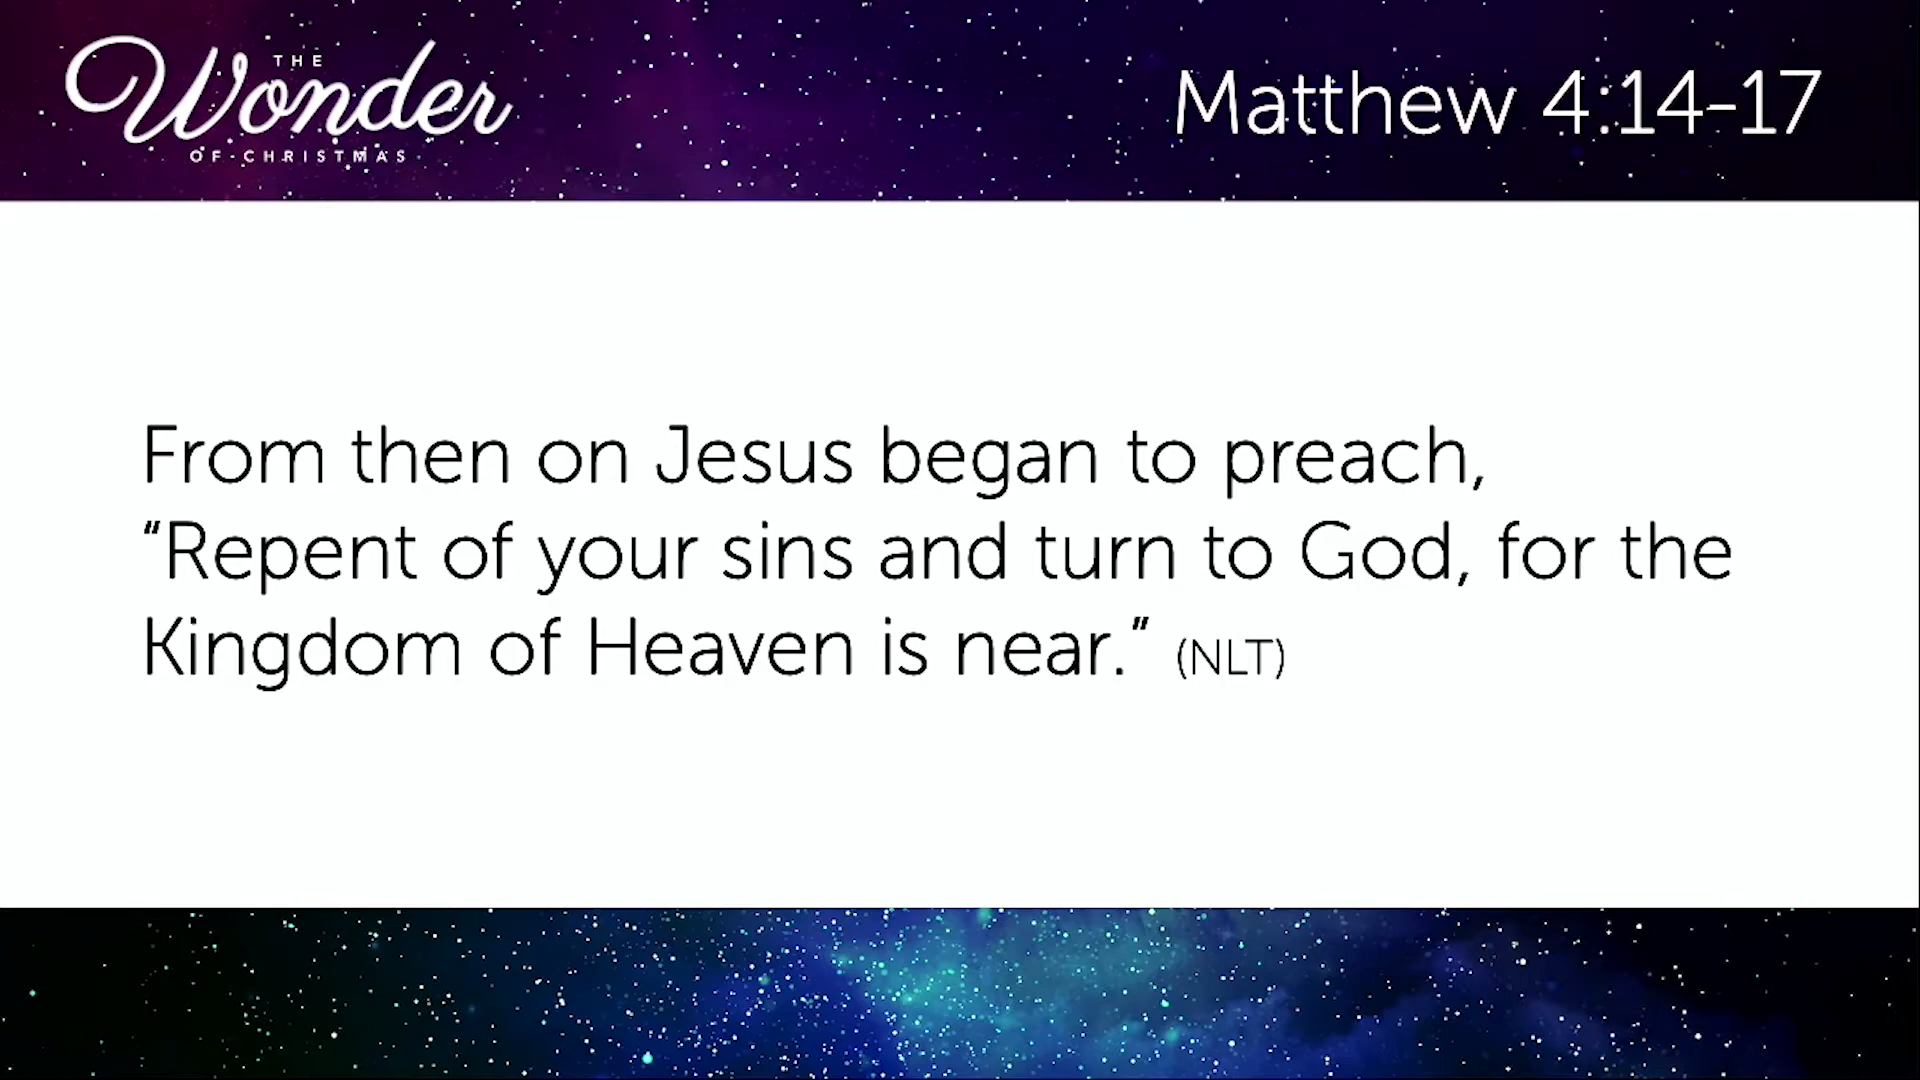 THE
Wonder
OF CHRISTMAS
Matthew 4:14-17
From then on Jesus began to preach,
“Repent of your sins and turn to God, for the
Kingdom of Heaven is near.” (NLT)